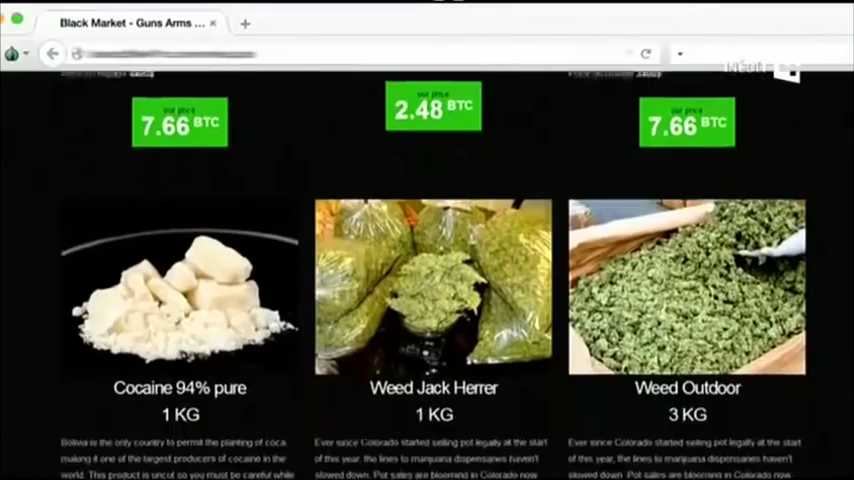 Black Market - Guns Arms ...
our price
7.66 BTC
our price
2.48 BTC
our price
7.66 BTC
Cocaine 94% pure
1 KG
Bolivia is the only country to permit the planting of coca
making it one of the largest producers of cocaine in the
world. This product is uncut so you must be careful while
Weed Jack Herrer
1 KG
Ever since Colorado started selling pot legally at the start
of this year, the lines to marijuana dispensaries haven't
slowed down. Pot sales are blooming in Colorado now
Weed Outdoor
3 KG
Ever since Colorado started selling pot legally at the start
of this year, the lines to marijuana dispensaries haven't
slowed down. Pot sales are blooming in Colorado now